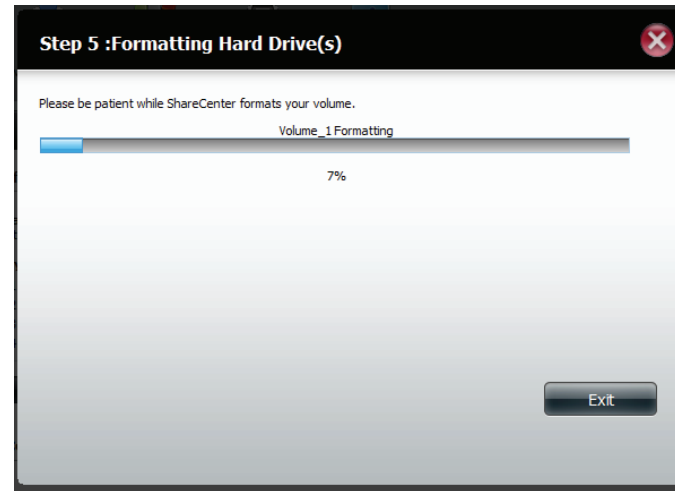 Step 5 :Formatting Hard Drive(s)
Please be patient while ShareCenter formats your volume.
Volume_1 Formatting
7%
Exit